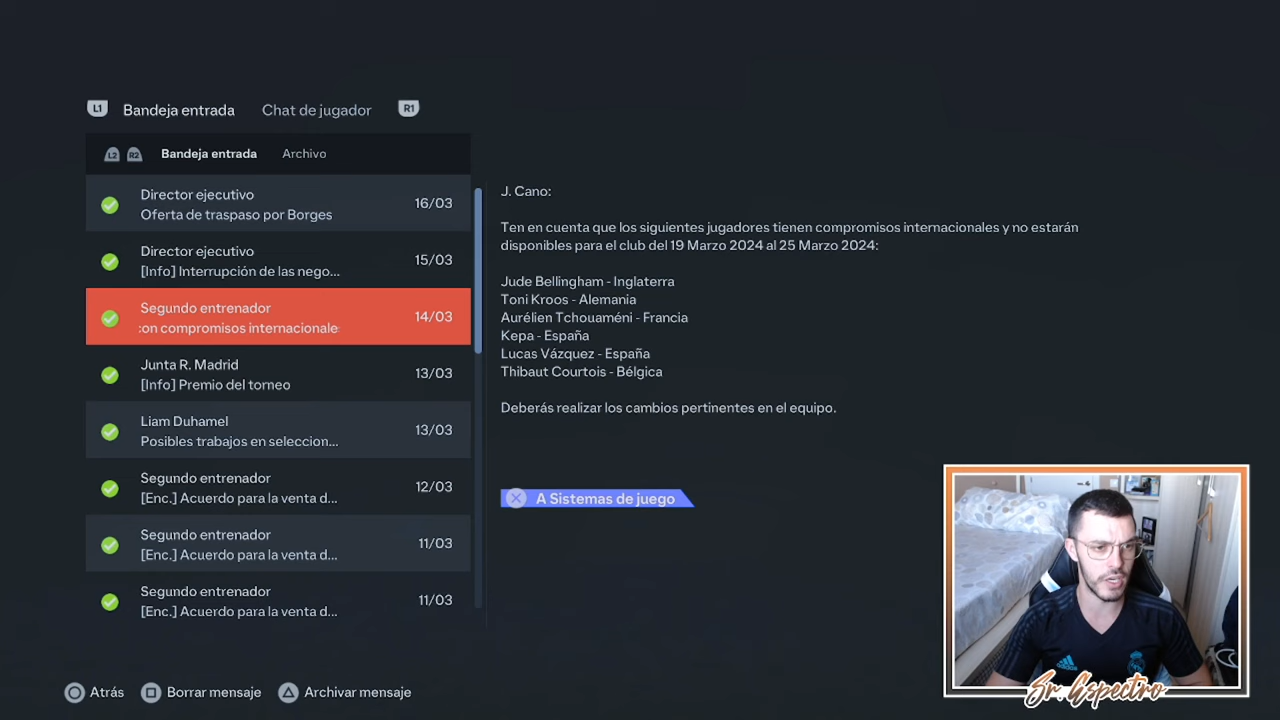 L1 Bandeja entrada Chat de jugador R1
L2 R2 Bandeja entrada Archivo
Director ejecutivo
Oferta de traspaso por Borges
16/03
Director ejecutivo
[Info] Interrupción de las nego...
15/03
Segundo entrenador
con compromisos internacionales
14/03
Junta R. Madrid
[Info] Premio del torneo
13/03
Liam Duhamel
Posibles trabajos en seleccion...
13/03
Segundo entrenador
[Enc.] Acuerdo para la venta d...
12/03
Segundo entrenador
[Enc.] Acuerdo para la venta d...
11/03
Segundo entrenador
[Enc.] Acuerdo para la venta d...
11/03
J. Cano:
Ten en cuenta que los siguientes jugadores tienen compromisos internacionales y no estarán
disponibles para el club del 19 Marzo 2024 al 25 Marzo 2024:
Jude Bellingham - Inglaterra
Toni Kroos - Alemania
Aurélien Tchouaméni - Francia
Kepa - España
Lucas Vázquez - España
Thibaut Courtois - Bélgica
Deberás realizar los cambios pertinentes en el equipo.
A Sistemas de juego
adidas
Sr. Espectro
Atrás Borrar mensaje Archivar mensaje